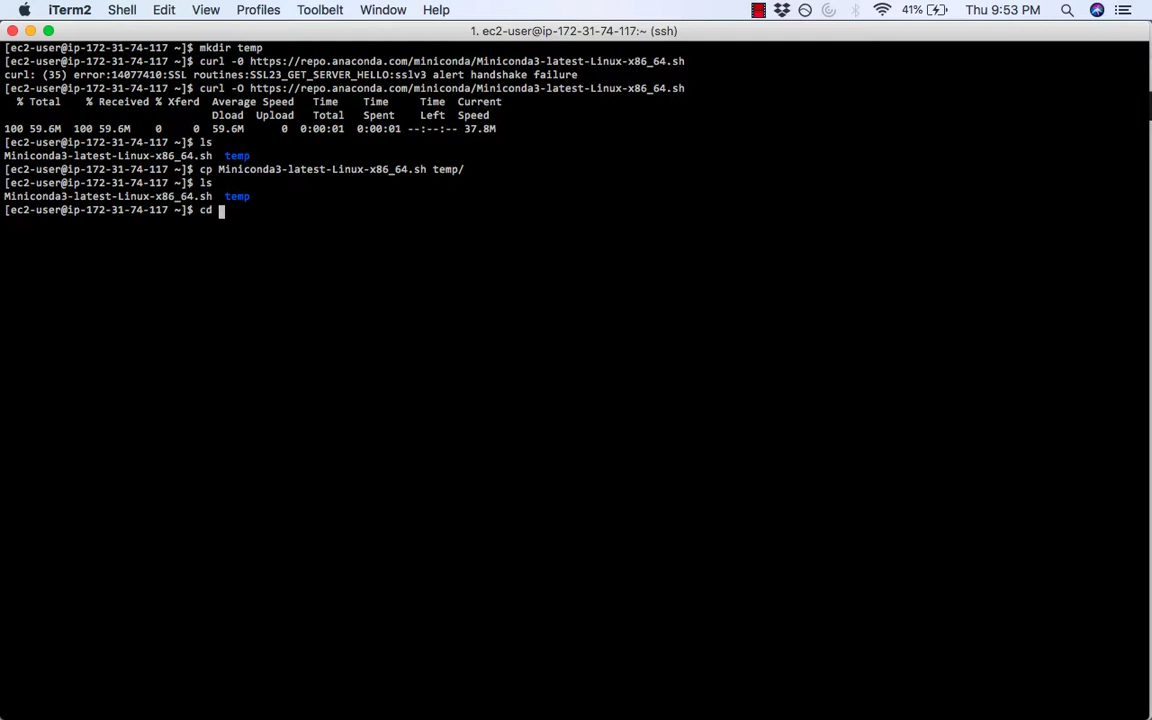 iTerm2 Shell Edit View Profiles Toolbelt Window Help 41% Thu 9:53 PM
1. ec2-user@ip-172-31-74-117:~ (ssh)
[ec2-user@ip-172-31-74-117 ~]$ mkdir temp
[ec2-user@ip-172-31-74-117 ~]$ curl -0 https://repo.anaconda.com/miniconda/Miniconda3-latest-Linux-x86_64.sh
curl: (35) error:14077410:SSL routines:SSL23_GET_SERVER_HELLO:sslv3 alert handshake failure
[ec2-user@ip-172-31-74-117 ~]$ curl -O https://repo.anaconda.com/miniconda/Miniconda3-latest-Linux-x86_64.sh
% Total % Received % Xferd Average Speed Time Time Time Current
Dload Upload Total Spent Left Speed
100 59.6M 100 59.6M 0 0 59.6M 0 0:00:01 0:00:01 --:--:-- 37.8M
[ec2-user@ip-172-31-74-117 ~]$ ls
Miniconda3-latest-Linux-x86_64.sh temp
[ec2-user@ip-172-31-74-117 ~]$ cp Miniconda3-latest-Linux-x86_64.sh temp/
[ec2-user@ip-172-31-74-117 ~]$ ls
Miniconda3-latest-Linux-x86_64.sh temp
[ec2-user@ip-172-31-74-117 ~]$ cd